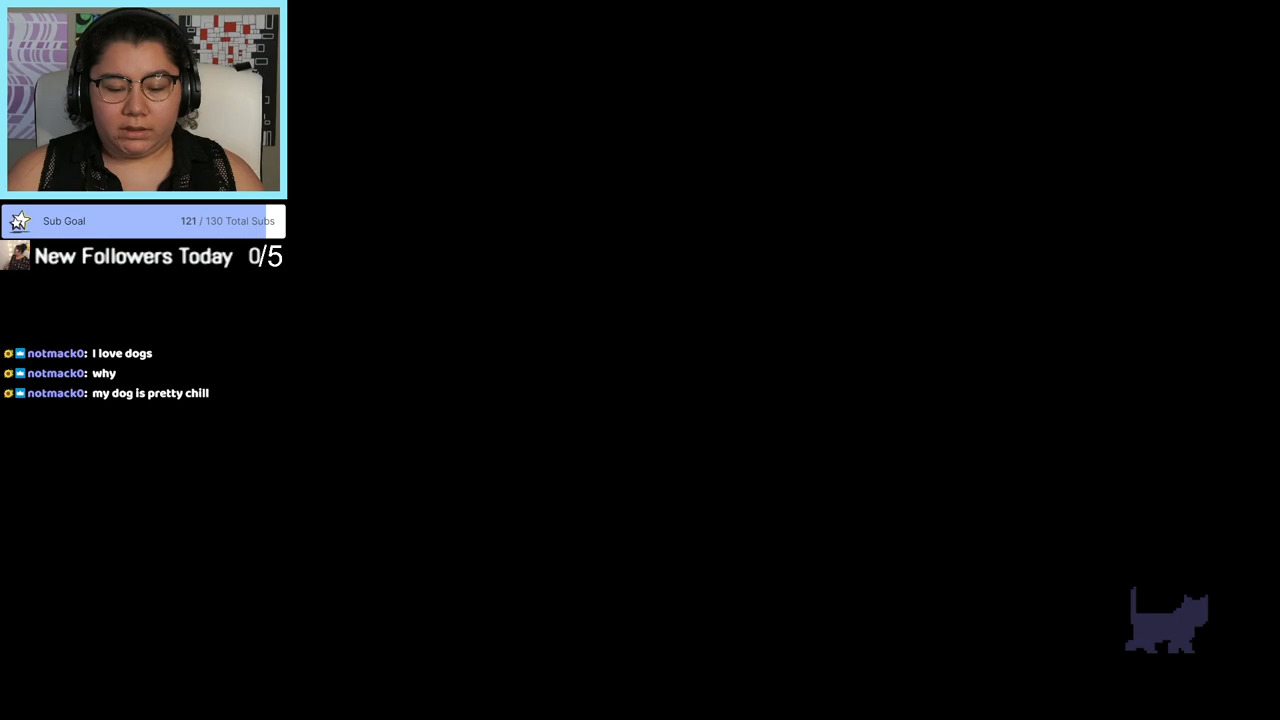 Sub Goal 121 / 130 Total Subs
New Followers Today 0/5
notmack0: I love dogs
notmack0: why
notmack0: my dog is pretty chill